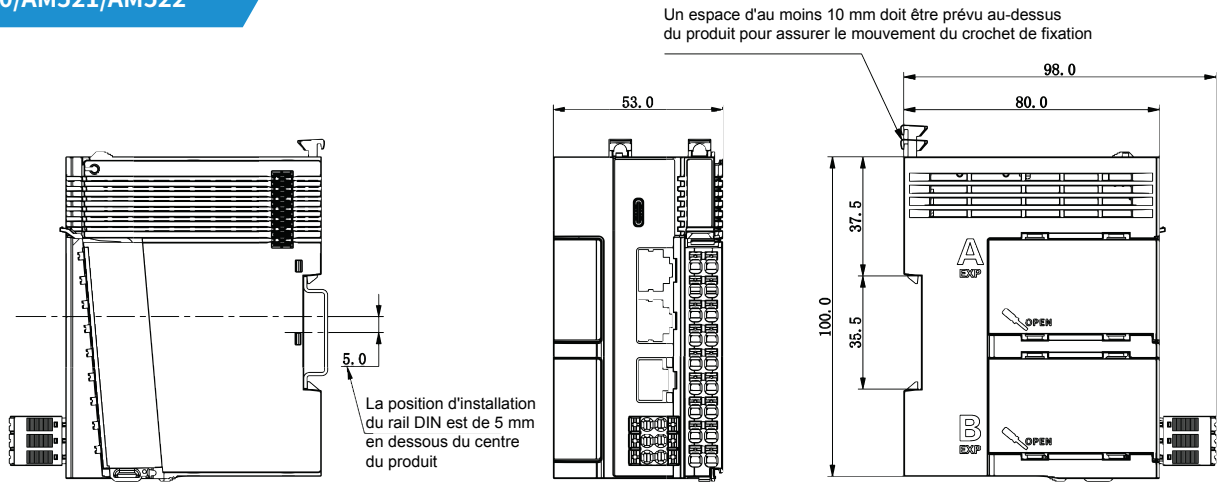 0/AM521/AM522
Un espace d'au moins 10 mm doit être prévu au-dessus
du produit pour assurer le mouvement du crochet de fixation
98.0
53.0
80.0
37.5
A
EXP
OPEN
100.0
35.5
5.0
La position d'installation
du rail DIN est de 5 mm
en dessous du centre
du produit
B
EXP
OPEN